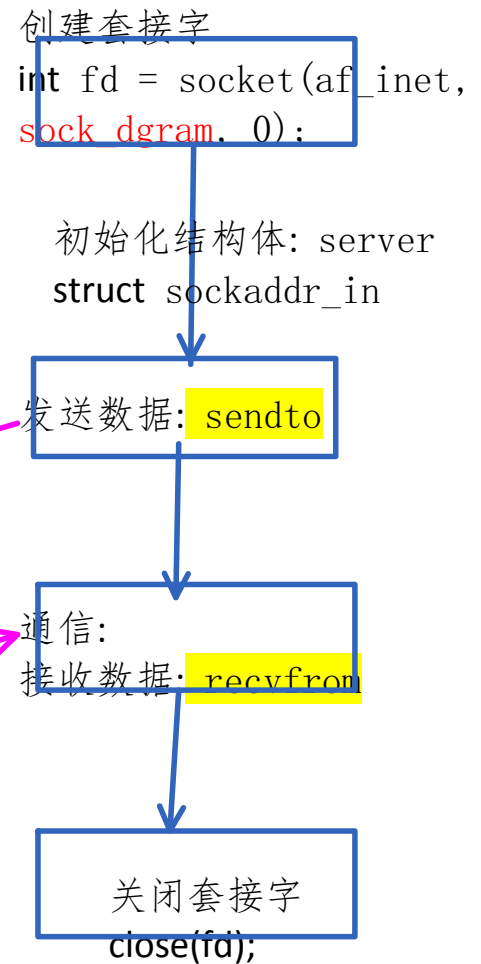 创建套接字
int fd = socket(af_inet,
sock_dgram, 0);
初始化结构体: server
struct sockaddr_in
发送数据: sendto
通信:
接收数据: recvfrom
关闭套接字
close(fd);